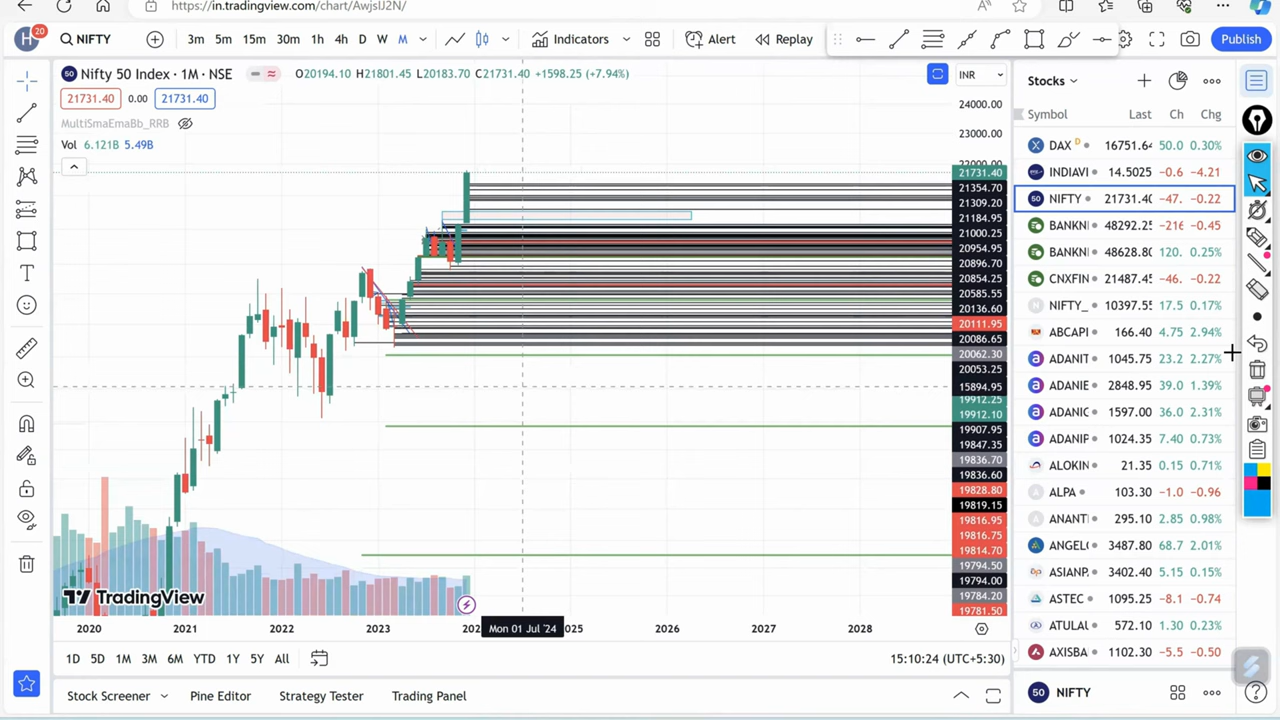 https://in.tradingview.com/chart/AwjsIJ2N/
H 20 NIFTY 3m 5m 15m 30m 1h 4h D W M Indicators Alert Replay Publish
Nifty 50 Index · 1M · NSE O20194.10 H21801.45 L20183.70 C21731.40 +1598.25 (+7.94%)
INR
21731.40 0.00 21731.40
MultiSmaEmaBb_RRB
Vol 6.121B 5.49B
24000.00
23000.00
22000.00
21731.40
21354.70
21309.20
21184.95
21000.25
20954.95
20896.70
20854.25
20585.55
20136.60
20111.95
20086.65
20062.30
20053.25
15894.95
19912.25
19912.10
19907.95
19847.35
19836.70
19836.60
19828.80
19819.15
19816.95
19816.75
19814.70
19794.50
19794.00
19784.20
19781.50
TradingView
2020 2021 2022 2023 202 Mon 01 Jul '24 025 2026 2027 2028
1D 5D 1M 3M 6M YTD 1Y 5Y All 15:10:24 (UTC+5:30)
Stock Screener Pine Editor Strategy Tester Trading Panel
Stocks
Symbol Last Ch Chg
DAX D 16751.64 50.0 0.30%
INDIAVI 14.5025 −0.6 −4.21
NIFTY 21731.40 −47. −0.22
BANKNI 48292.25 −216 −0.45
BANKNI 48628.80 120. 0.25%
CNXFIN 21487.45 −46. −0.22
NIFTY_ 10397.55 17.5 0.17%
ABCAPI 166.40 4.75 2.94%
ADANIT 1045.75 23.2 2.27%
ADANIE 2848.95 39.0 1.39%
ADANIC 1597.00 36.0 2.31%
ADANIP 1024.35 7.40 0.73%
ALOKIN 21.35 0.15 0.71%
ALPA 103.30 −1.0 −0.96
ANANT 295.10 2.85 0.98%
ANGEL 3487.80 68.7 2.01%
ASIANP 3402.40 5.15 0.15%
ASTEC 1095.25 −8.1 −0.74
ATULAU 572.10 1.30 0.23%
AXISBA 1102.30 −5.5 −0.50
50 NIFTY